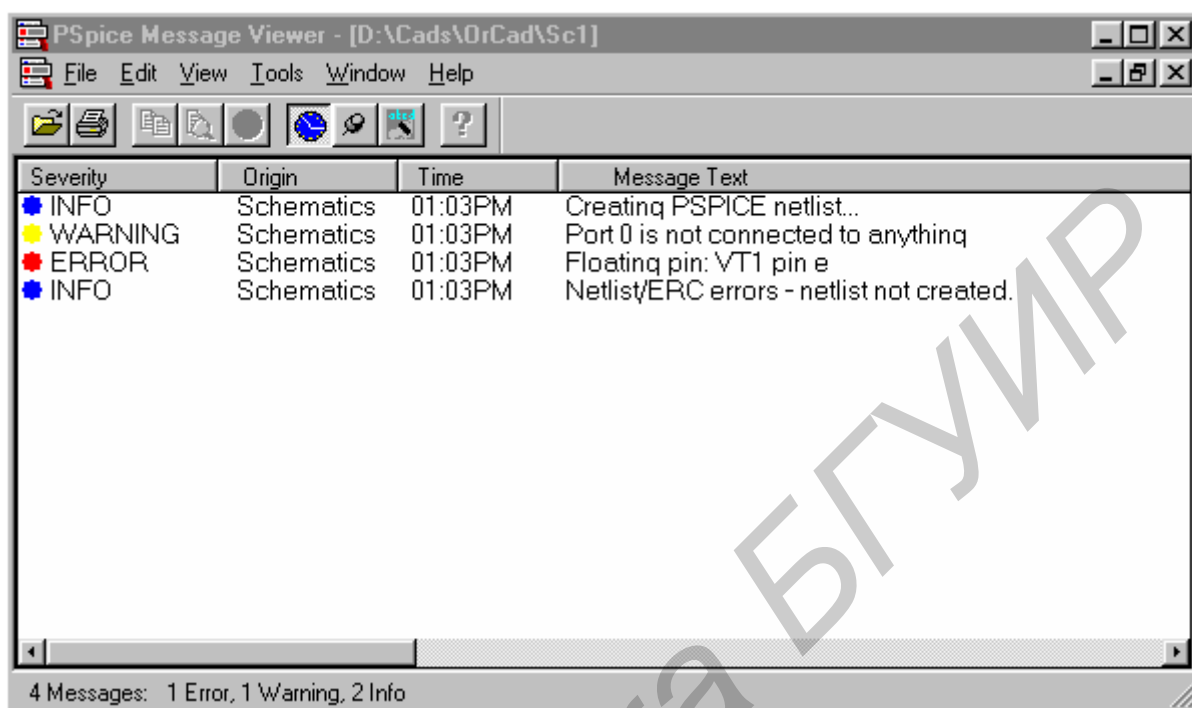 PSpice Message Viewer - [D:\Cads\OrCad\Sc1]
File Edit View Tools Window Help
abcd
Severity Origin Time Message Text
INFO Schematics 01:03PM Creating PSPICE netlist...
WARNING Schematics 01:03PM Port 0 is not connected to anything
ERROR Schematics 01:03PM Floating pin: VT1 pin e
INFO Schematics 01:03PM Netlist/ERC errors - netlist not created.
4 Messages: 1 Error, 1 Warning, 2 Info
БГУИР